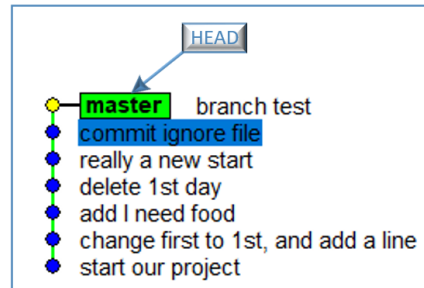 HEAD
master branch test
commit ignore file
really a new start
delete 1st day
add I need food
change first to 1st, and add a line
start our project